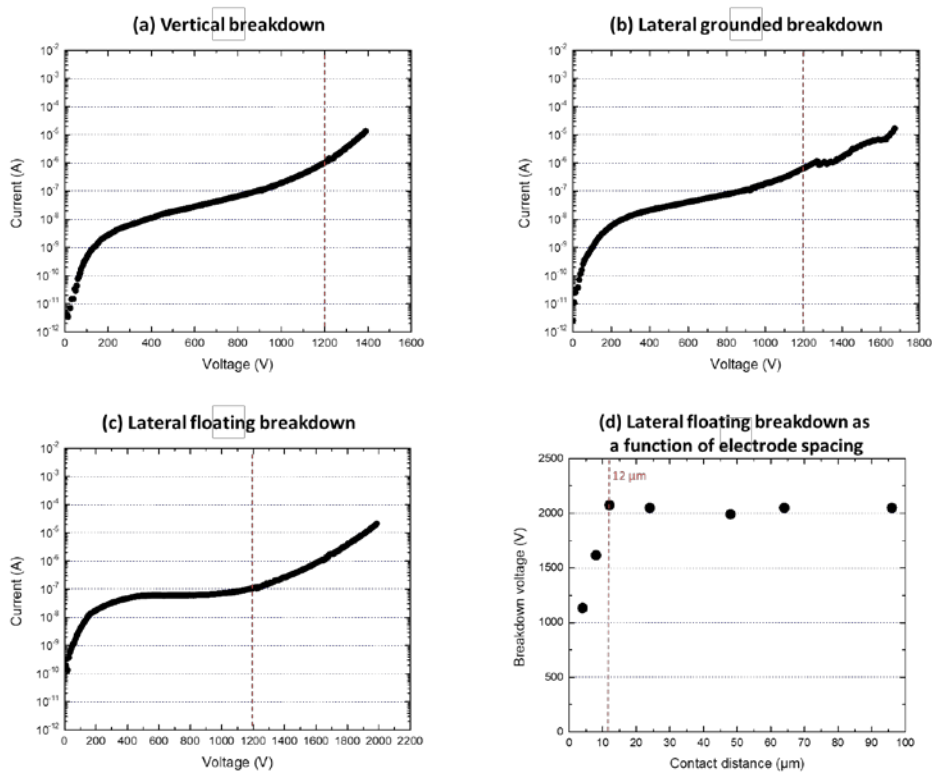 (a) Vertical breakdown
10⁻²
10⁻³
10⁻⁴
10⁻⁵
10⁻⁶
10⁻⁷
10⁻⁸
10⁻⁹
10⁻¹⁰
10⁻¹¹
10⁻¹²
Current (A)
0 200 400 600 800 1000 1200 1400 1600
Voltage (V)
(b) Lateral grounded breakdown
10⁻²
10⁻³
10⁻⁴
10⁻⁵
10⁻⁶
10⁻⁷
10⁻⁸
10⁻⁹
10⁻¹⁰
10⁻¹¹
10⁻¹²
Current (A)
0 200 400 600 800 1000 1200 1400 1600 1800
Voltage (V)
(c) Lateral floating breakdown
10⁻²
10⁻³
10⁻⁴
10⁻⁵
10⁻⁶
10⁻⁷
10⁻⁸
10⁻⁹
10⁻¹⁰
10⁻¹¹
10⁻¹²
Current (A)
0 200 400 600 800 1000 1200 1400 1600 1800 2000 2200
Voltage (V)
(d) Lateral floating breakdown as
a function of electrode spacing
2500
2000
1500
1000
500
0
Breakdown voltage (V)
12 µm
0 10 20 30 40 50 60 70 80 90 100
Contact distance (µm)